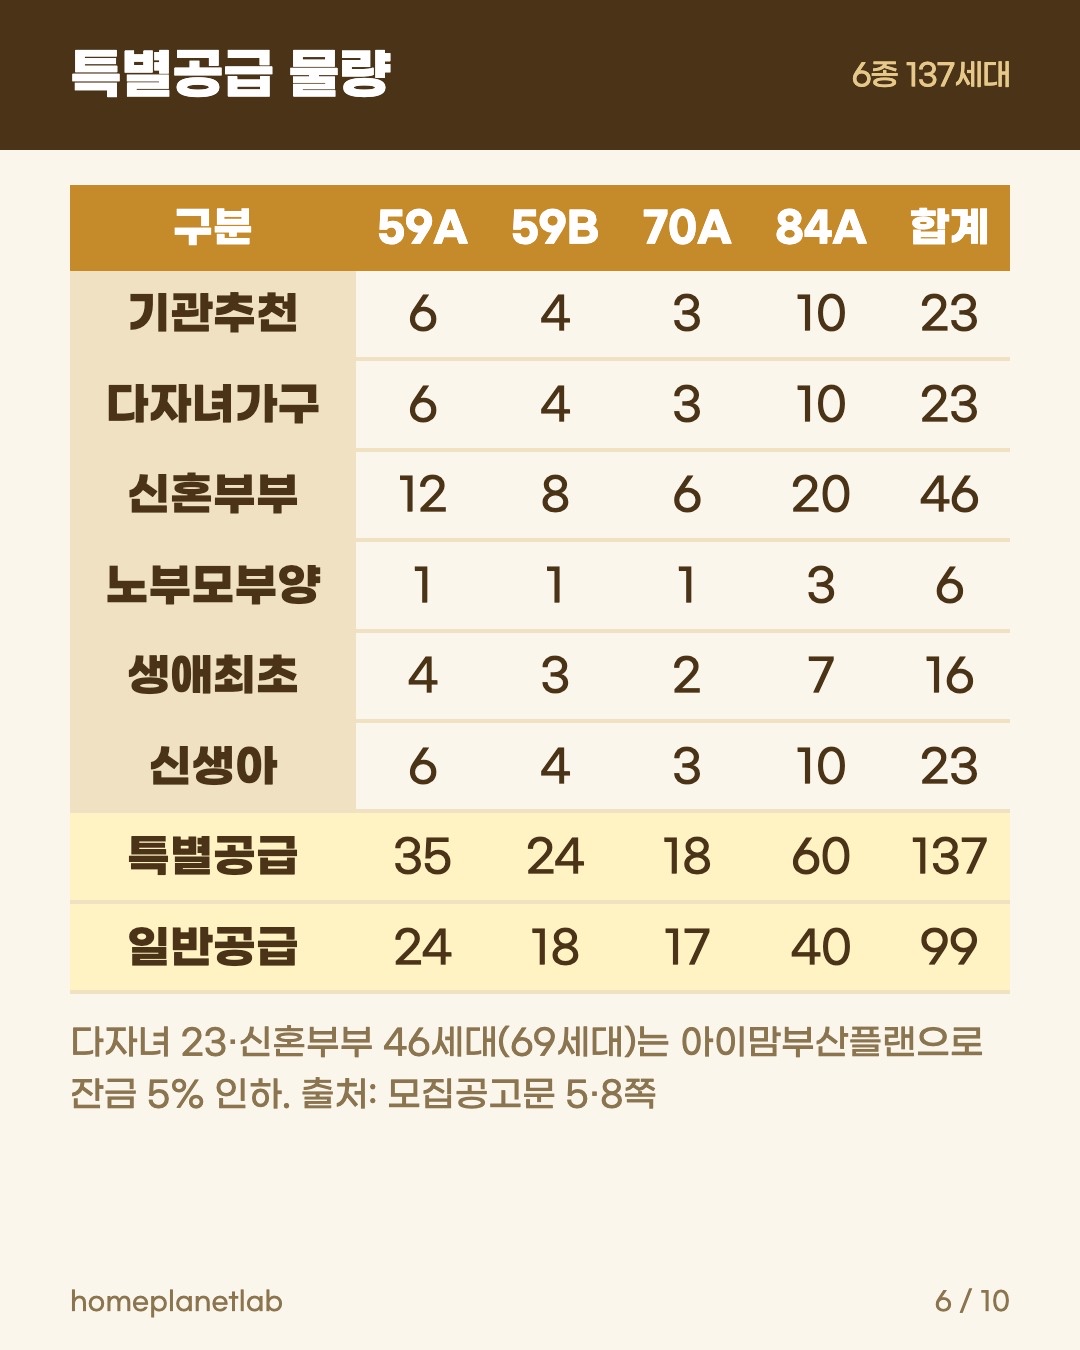 특별공급 물량
6종 137세대
구분 59A 59B 70A 84A 합계
기관추천 6 4 3 10 23
다자녀가구 6 4 3 10 23
신혼부부 12 8 6 20 46
노부모부양 1 1 1 3 6
생애최초 4 3 2 7 16
신생아 6 4 3 10 23
특별공급 35 24 18 60 137
일반공급 24 18 17 40 99
다자녀 23·신혼부부 46세대(69세대)는 아이맘부산플랜으로
잔금 5% 인하. 출처: 모집공고문 5·8쪽
homeplanetlab
6 / 10